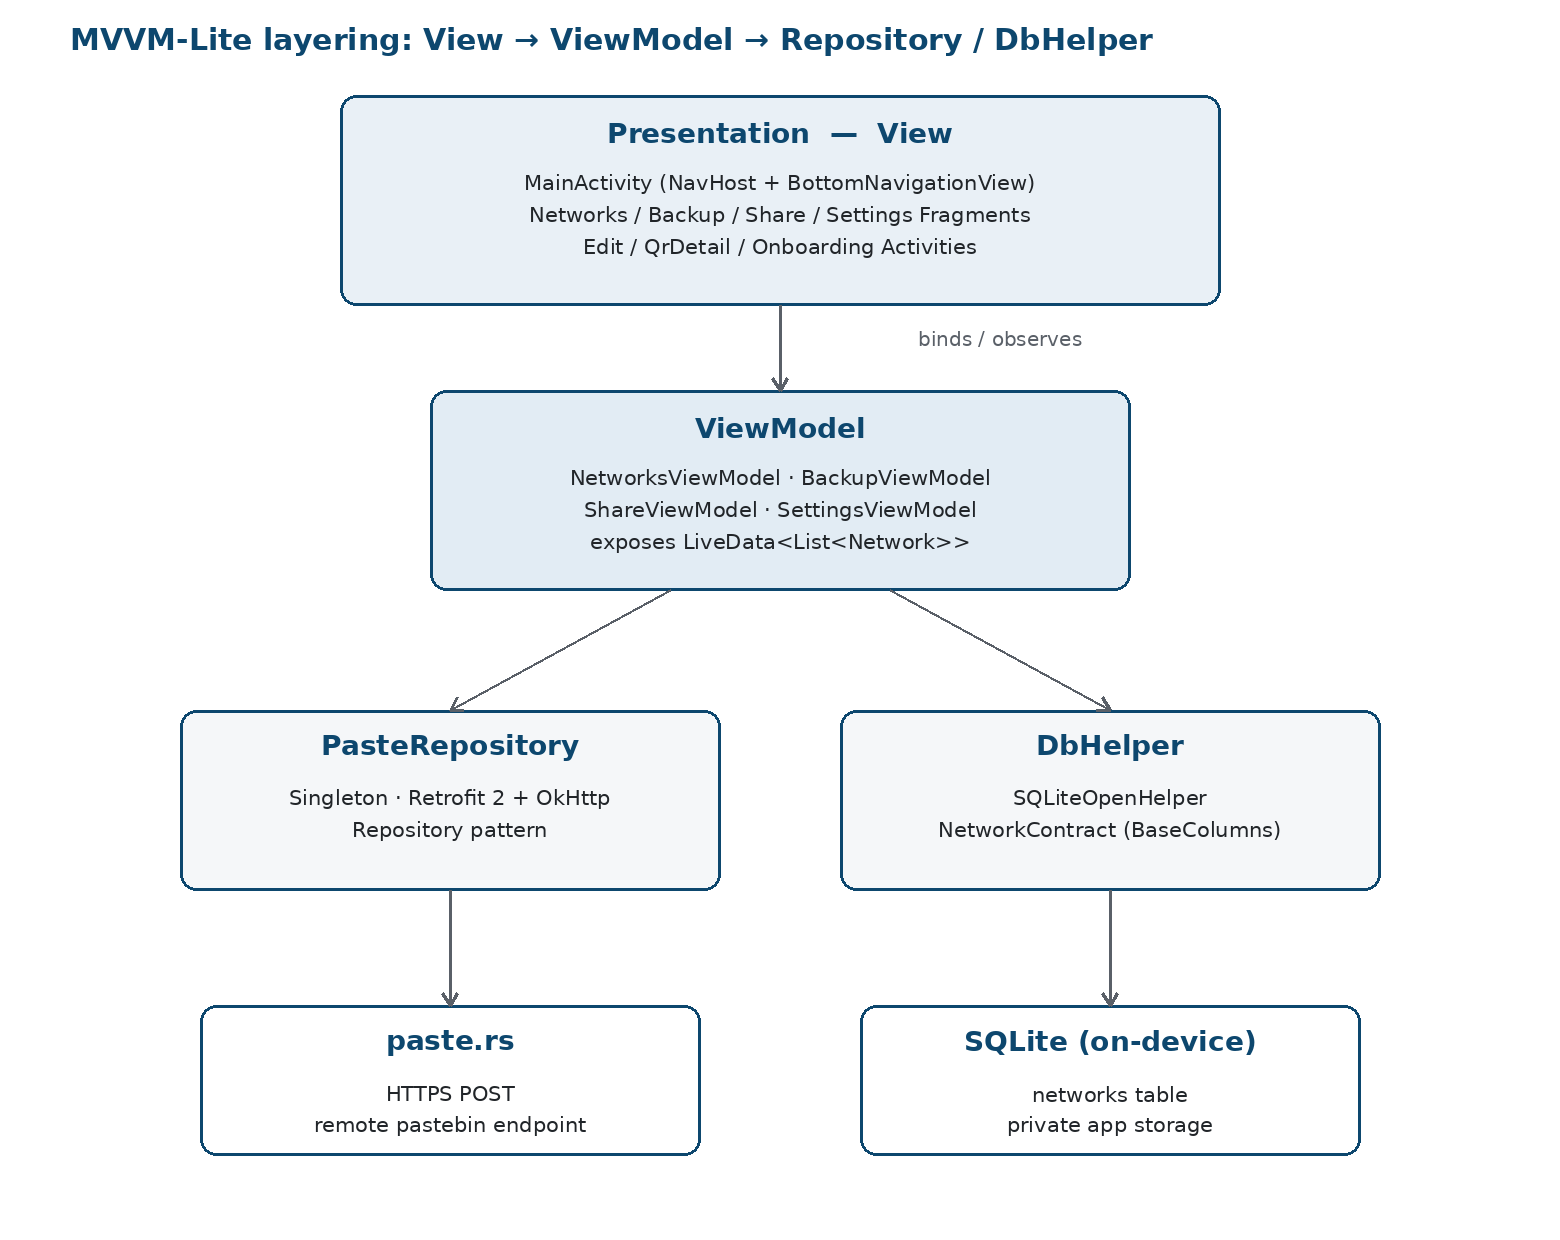 MVVM-Lite layering: View → ViewModel → Repository / DbHelper
Presentation — View
MainActivity (NavHost + BottomNavigationView)
Networks / Backup / Share / Settings Fragments
Edit / QrDetail / Onboarding Activities
binds / observes
ViewModel
NetworksViewModel · BackupViewModel
ShareViewModel · SettingsViewModel
exposes LiveData<List<Network>>
PasteRepository
Singleton · Retrofit 2 + OkHttp
Repository pattern
DbHelper
SQLiteOpenHelper
NetworkContract (BaseColumns)
paste.rs
HTTPS POST
remote pastebin endpoint
SQLite (on-device)
networks table
private app storage